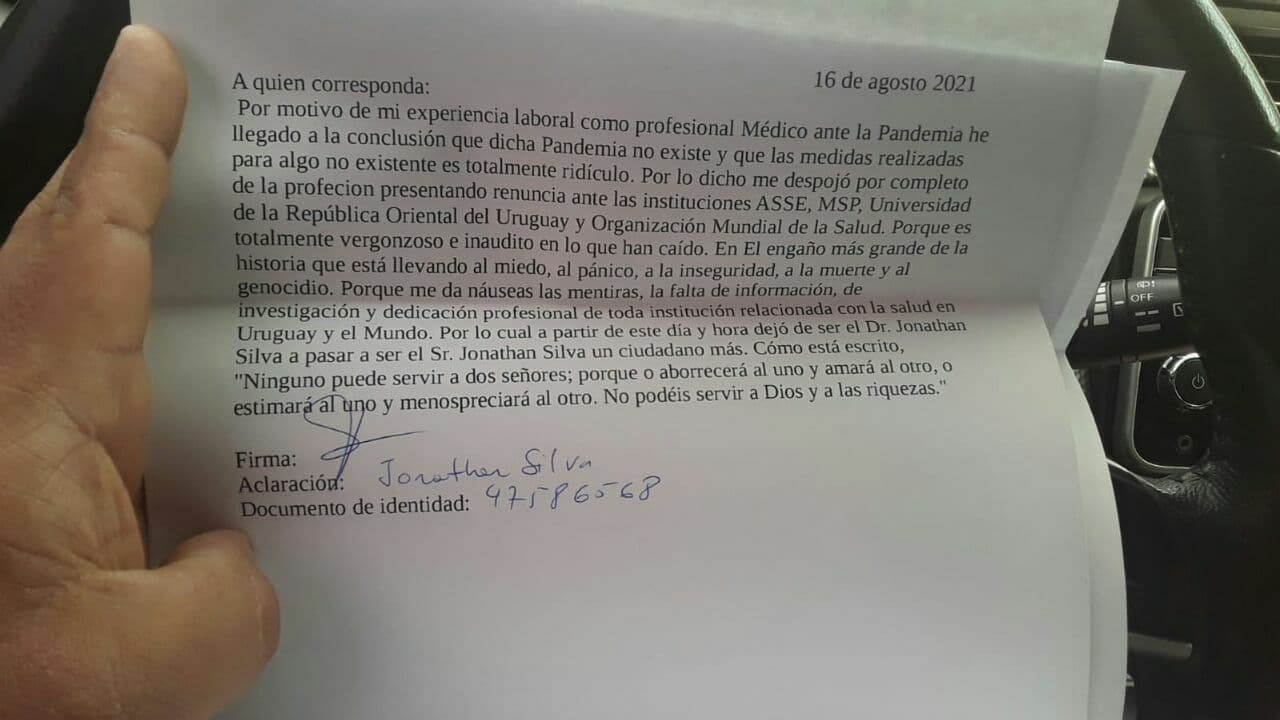 16 de agosto 2021
A quien corresponda:
Por motivo de mi experiencia laboral como profesional Médico ante la Pandemia he
llegado a la conclusión que dicha Pandemia no existe y que las medidas realizadas
para algo no existente es totalmente ridículo. Por lo dicho me despojó por completo
de la profecion presentando renuncia ante las instituciones ASSE, MSP, Universidad
de la República Oriental del Uruguay y Organización Mundial de la Salud. Porque es
totalmente vergonzoso e inaudito en lo que han caído. En El engaño más grande de la
historia que está llevando al miedo, al pánico, a la inseguridad, a la muerte y al
genocidio. Porque me da náuseas las mentiras, la falta de información, de
investigación y dedicación profesional de toda institución relacionada con la salud en
Uruguay y el Mundo. Por lo cual a partir de este día y hora dejó de ser el Dr. Jonathan
Silva a pasar a ser el Sr. Jonathan Silva un ciudadano más. Cómo está escrito,
"Ninguno puede servir a dos señores; porque o aborrecerá al uno y amará al otro, o
estimará al uno y menospreciará al otro. No podéis servir a Dios y a las riquezas."
Firma:
Aclaración: Jonathan Silva
Documento de identidad: 47586568
OFF